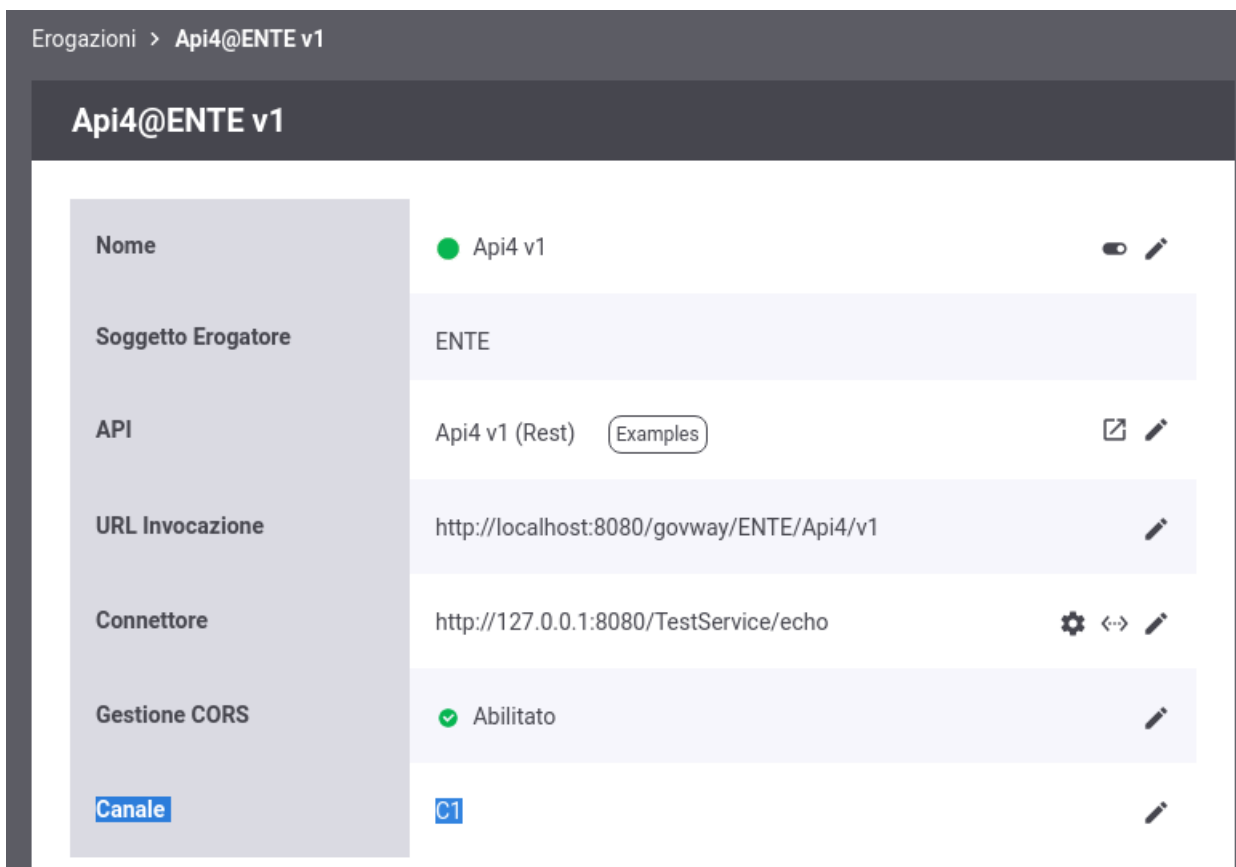 Erogazioni > Api4@ENTE v1
Api4@ENTE v1
Nome Api4 v1
Soggetto Erogatore ENTE
API Api4 v1 (Rest) Examples
URL Invocazione http://localhost:8080/govway/ENTE/Api4/v1
Connettore http://127.0.0.1:8080/TestService/echo
Gestione CORS Abilitato
Canale C1